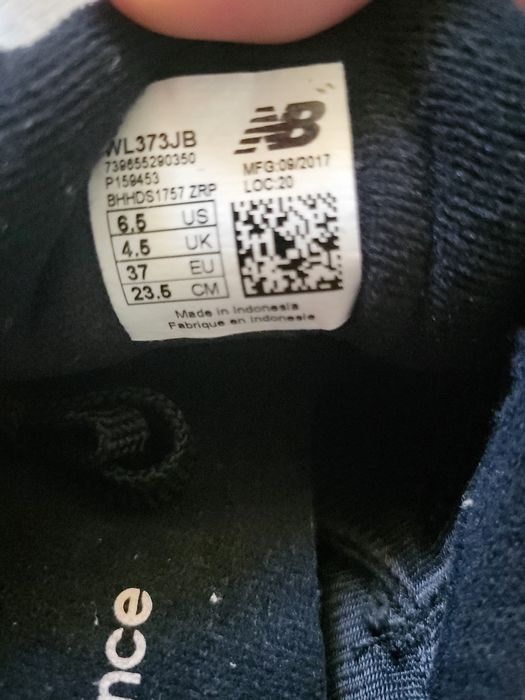 WL373JB
739655290350
P159453
BHHDS1757 ZRP
6.5 US
4.5 UK
37 EU
23.5 CM
NB
MFG:09/2017
LOC:20
Made in Indonesia
Fabrique en Indonesie
nce